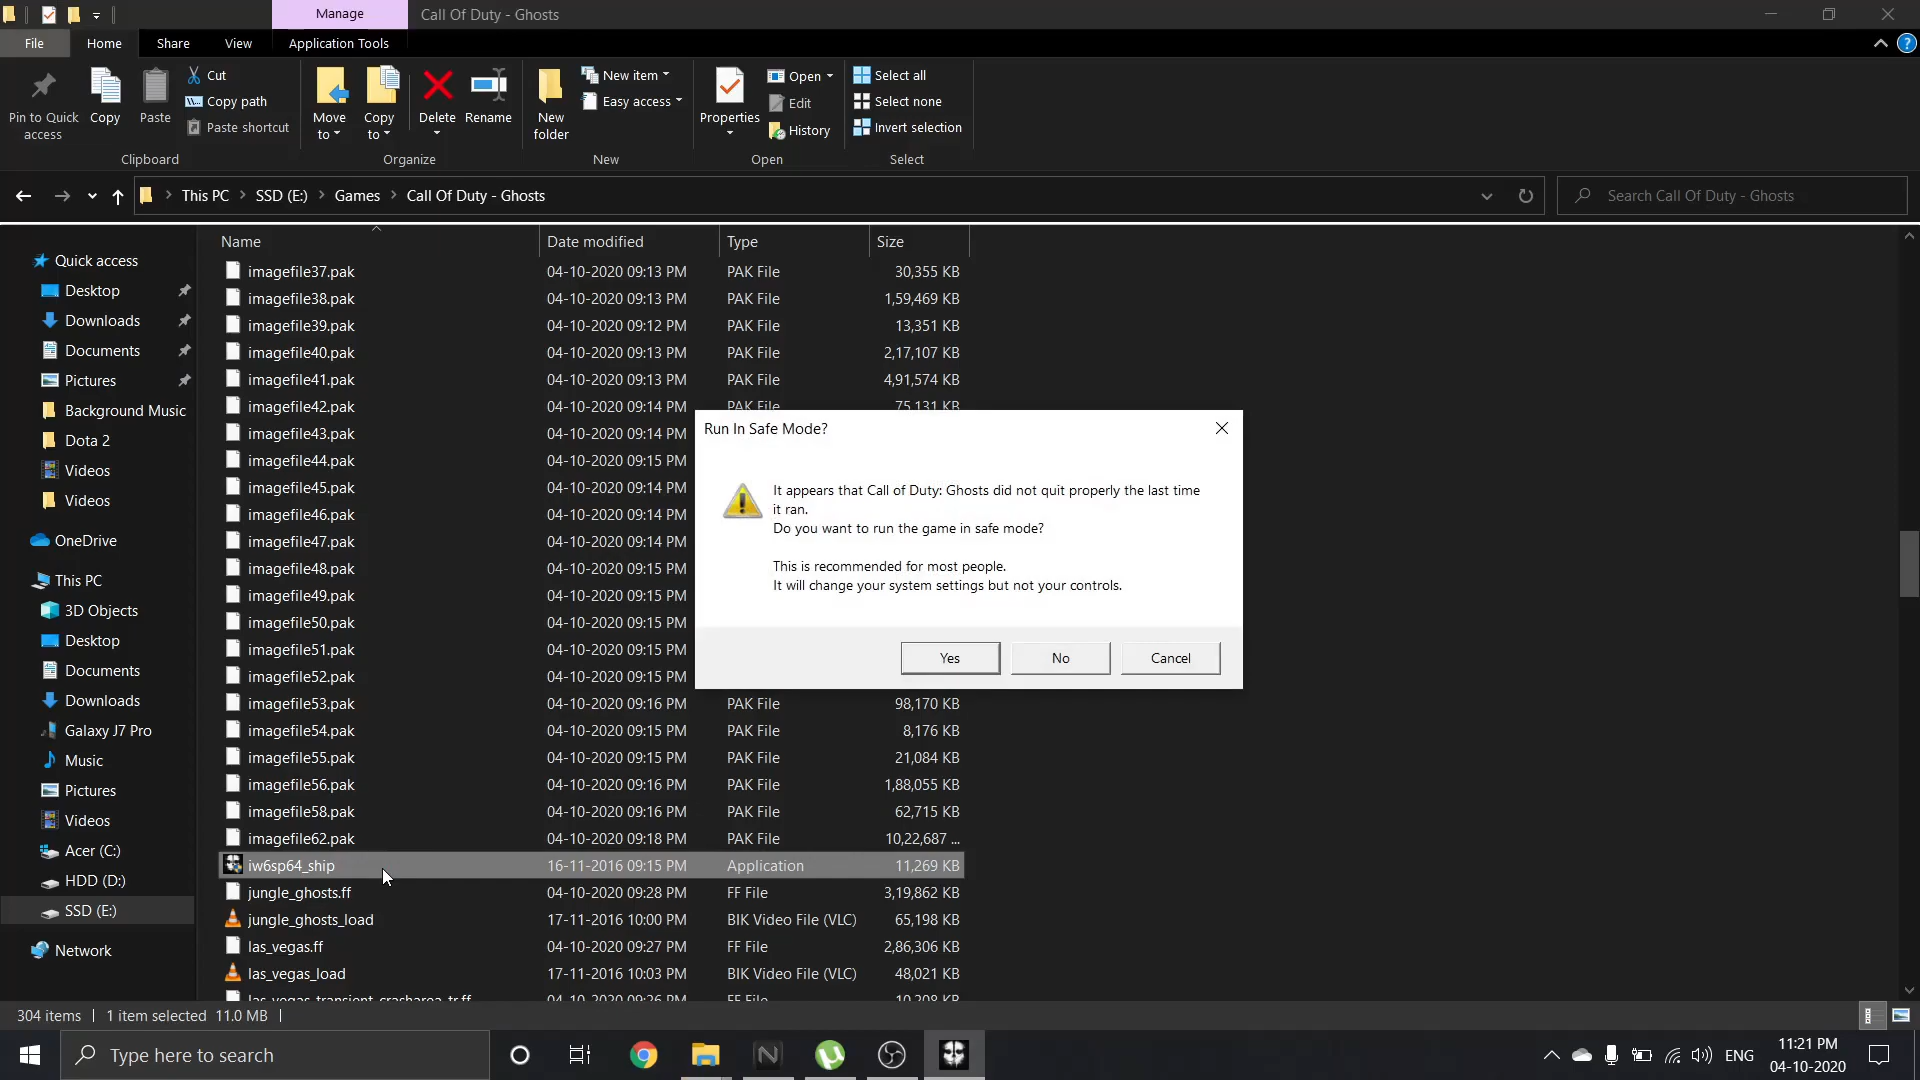 Manage
Call Of Duty - Ghosts
File
Home
Share
View
Application Tools
Pin to Quick access
Copy
Paste
Cut
Copy path
Paste shortcut
Clipboard
Move to
Copy to
Delete
Rename
Organize
New folder
New item
Easy access
New
Properties
Open
Edit
History
Open
Select all
Select none
Invert selection
Select
This PC
SSD (E:)
Games
Call Of Duty - Ghosts
Search Call Of Duty - Ghosts
Quick access
Desktop
Downloads
Documents
Pictures
Background Music
Dota 2
Videos
Videos
OneDrive
This PC
3D Objects
Desktop
Documents
Downloads
Galaxy J7 Pro
Music
Pictures
Videos
Acer (C:)
HDD (D:)
SSD (E:)
Network
Name Date modified Type Size
imagefile37.pak 04-10-2020 09:13 PM PAK File 30,355 KB
imagefile38.pak 04-10-2020 09:13 PM PAK File 1,59,469 KB
imagefile39.pak 04-10-2020 09:12 PM PAK File 13,351 KB
imagefile40.pak 04-10-2020 09:13 PM PAK File 2,17,107 KB
imagefile41.pak 04-10-2020 09:13 PM PAK File 4,91,574 KB
imagefile42.pak 04-10-2020 09:14 PM PAK File 75,131 KB
imagefile43.pak 04-10-2020 09:14 PM
imagefile44.pak 04-10-2020 09:15 PM
imagefile45.pak 04-10-2020 09:14 PM
imagefile46.pak 04-10-2020 09:14 PM
imagefile47.pak 04-10-2020 09:14 PM
imagefile48.pak 04-10-2020 09:15 PM
imagefile49.pak 04-10-2020 09:15 PM
imagefile50.pak 04-10-2020 09:15 PM
imagefile51.pak 04-10-2020 09:15 PM
imagefile52.pak 04-10-2020 09:15 PM
imagefile53.pak 04-10-2020 09:16 PM PAK File 98,170 KB
imagefile54.pak 04-10-2020 09:15 PM PAK File 8,176 KB
imagefile55.pak 04-10-2020 09:15 PM PAK File 21,084 KB
imagefile56.pak 04-10-2020 09:16 PM PAK File 1,88,055 KB
imagefile58.pak 04-10-2020 09:16 PM PAK File 62,715 KB
imagefile62.pak 04-10-2020 09:18 PM PAK File 10,22,687 ...
iw6sp64_ship 16-11-2016 09:15 PM Application 11,269 KB
jungle_ghosts.ff 04-10-2020 09:28 PM FF File 3,19,862 KB
jungle_ghosts_load 17-11-2016 10:00 PM BIK Video File (VLC) 65,198 KB
las_vegas.ff 04-10-2020 09:27 PM FF File 2,86,306 KB
las_vegas_load 17-11-2016 10:03 PM BIK Video File (VLC) 48,021 KB
las_vegas_transient_crasharea_tr.ff 04-10-2020 09:26 PM FF File 10,208 KB
Run In Safe Mode?
It appears that Call of Duty: Ghosts did not quit properly the last time
it ran.
Do you want to run the game in safe mode?
This is recommended for most people.
It will change your system settings but not your controls.
Yes
No
Cancel
304 items
1 item selected 11.0 MB
Type here to search
ENG
11:21 PM
04-10-2020